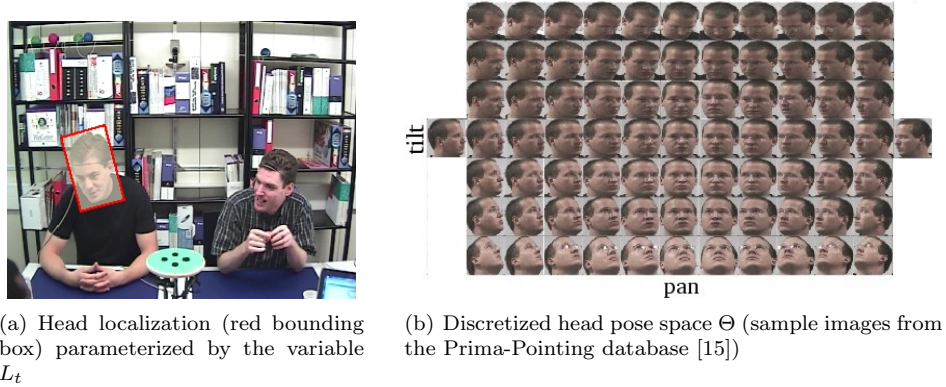 tilt
pan
(a) Head localization (red bounding
box) parameterized by the variable
L_t
(b) Discretized head pose space Θ (sample images from
the Prima-Pointing database [15])